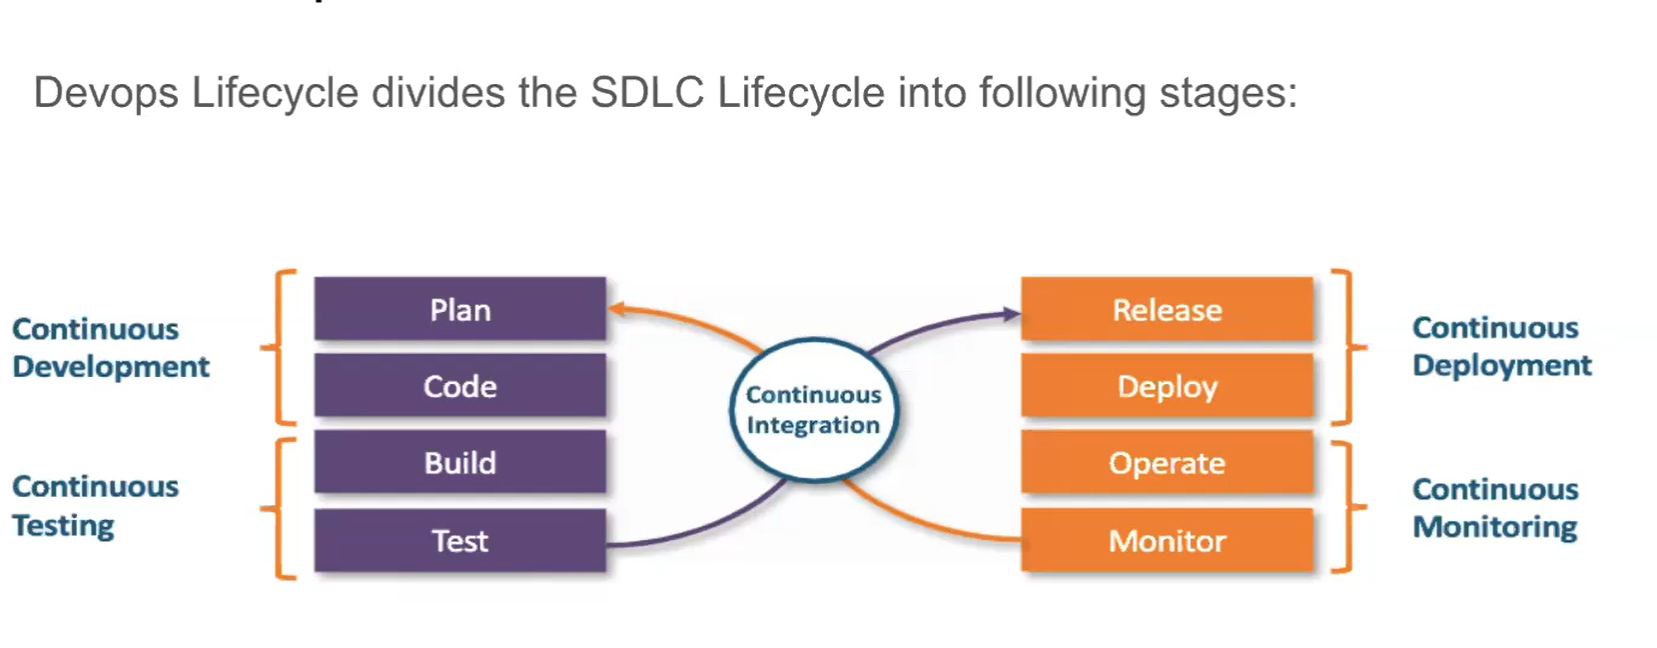 Devops Lifecycle divides the SDLC Lifecycle into following stages:
Continuous
Development
Continuous
Testing
Plan
Code
Build
Test
Continuous
Integration
Release
Deploy
Operate
Monitor
Continuous
Deployment
Continuous
Monitoring